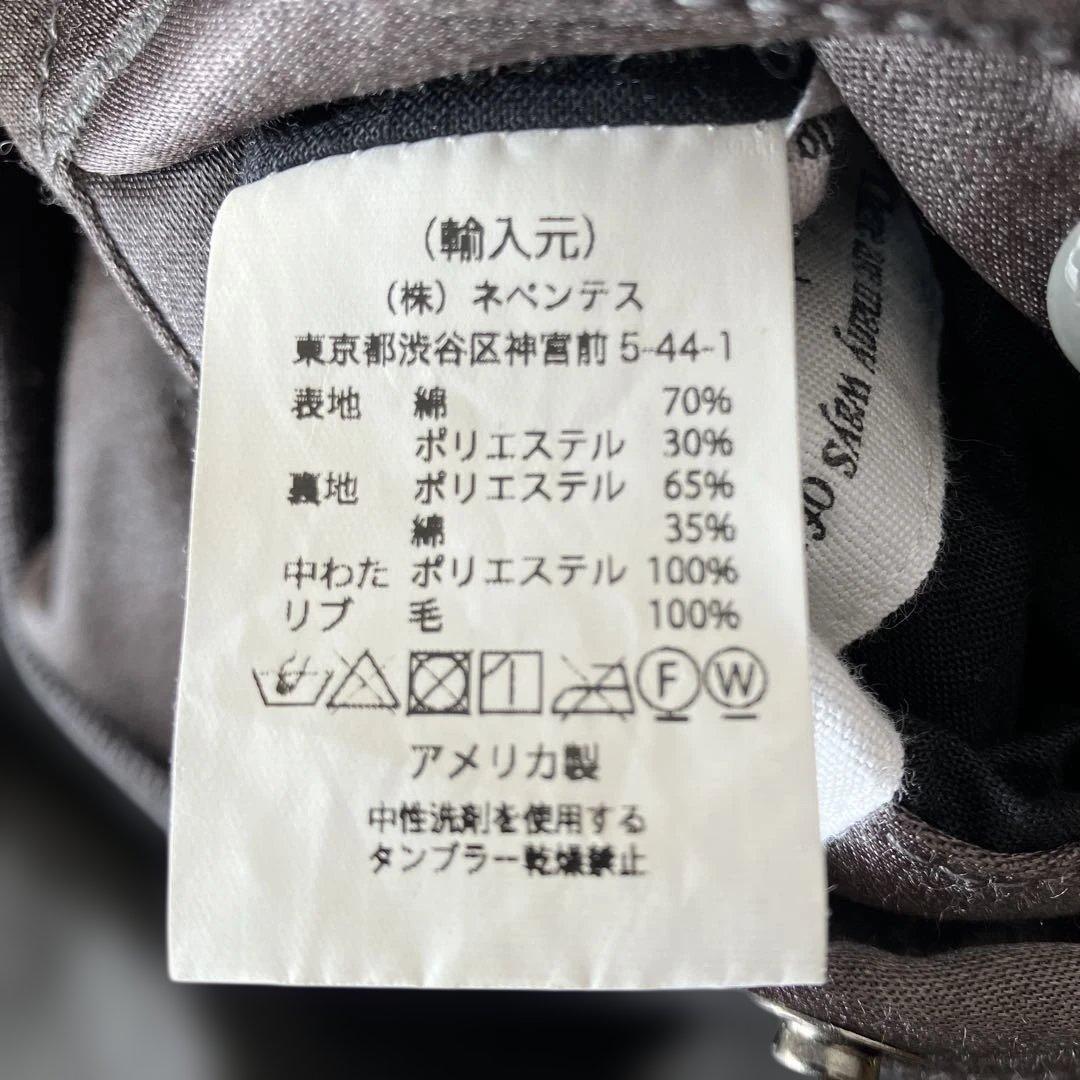 (輸入元)
(株) ネペンテス
東京都渋谷区神宮前 5-44-1
表地 綿 70%
ポリエステル 30%
裏地 ポリエステル 65%
綿 35%
中わた ポリエステル 100%
リブ 毛 100%
F W
アメリカ製
中性洗剤を使用する
タンブラー乾燥禁止